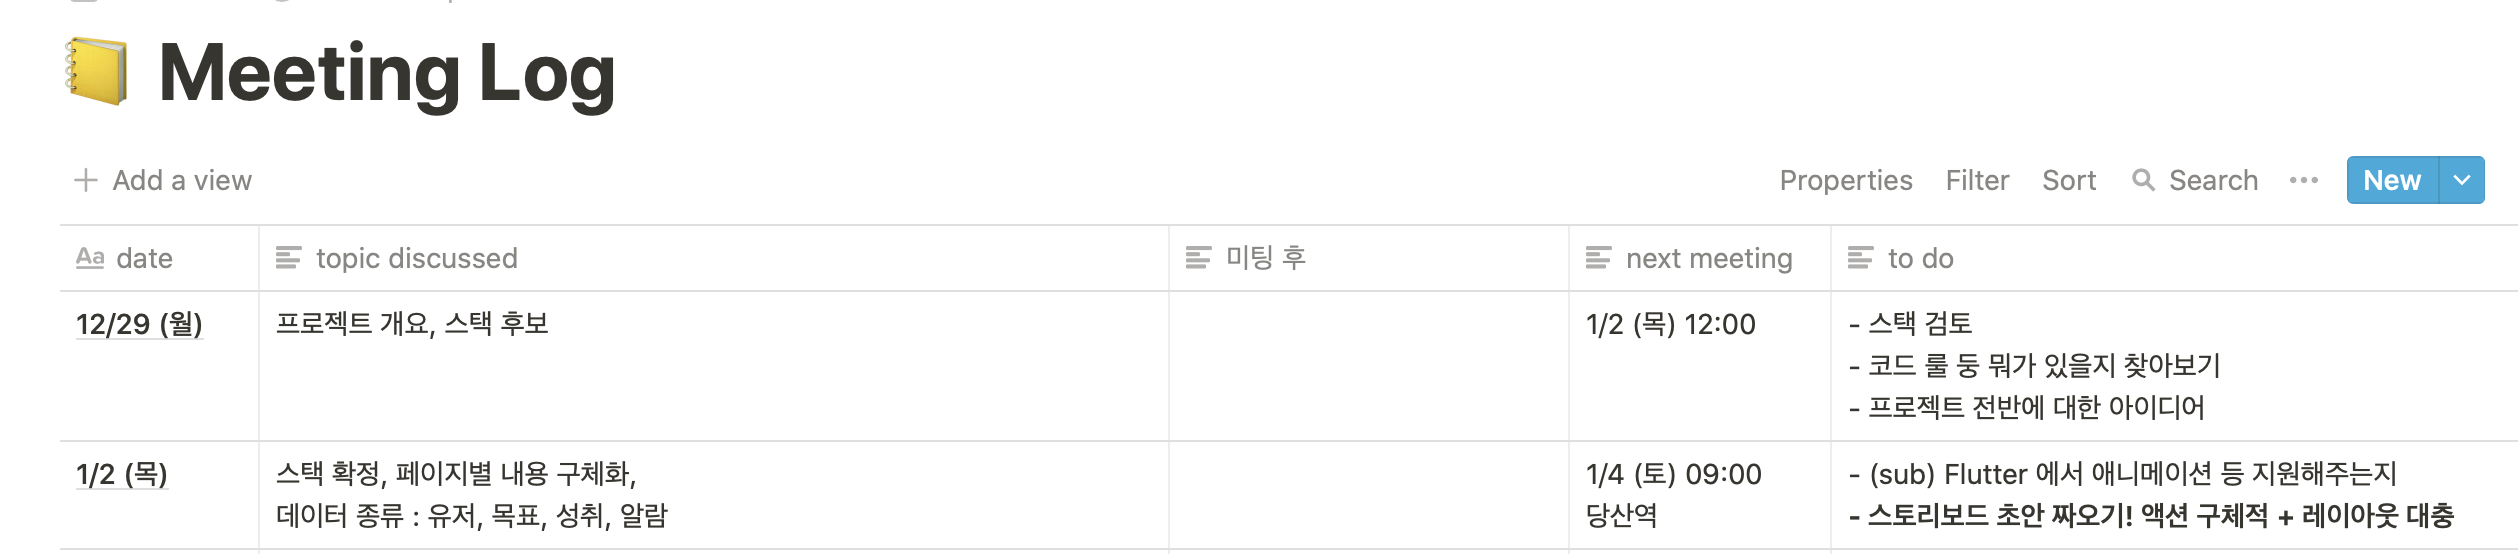 Meeting Log
Add a view
Properties Filter Sort Search ••• New
Aa date topic discussed 미팅 후 next meeting to do
12/29 (월) 프로젝트 개요, 스택 후보 1/2 (목) 12:00 - 스택 검토
- 코드 룰 둥 뭐가 있을지 찾아보기
- 프로젝트 전반에 대한 아이디어
1/2 (목) 스택 확정, 페이지별 내용 구체화, 1/4 (토) 09:00 - (sub) Flutter 에서 애니메이션 등 지원해주는지
데이터 종류 : 유저, 목표, 성취, 알람 당산역 - 스토리보드 초안 짜오기! 액션 구체적 + 레이아웃 대충